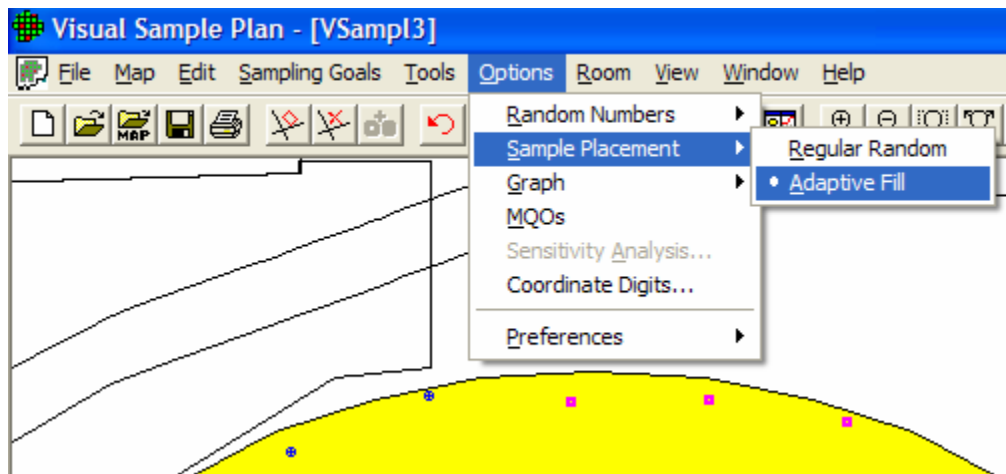 Visual Sample Plan - [VSampl3]
File Map Edit Sampling Goals Tools Options Room View Window Help
MAP
Random Numbers
Sample Placement
Regular Random
Graph
Adaptive Fill
MQOs
Sensitivity Analysis...
Coordinate Digits...
Preferences